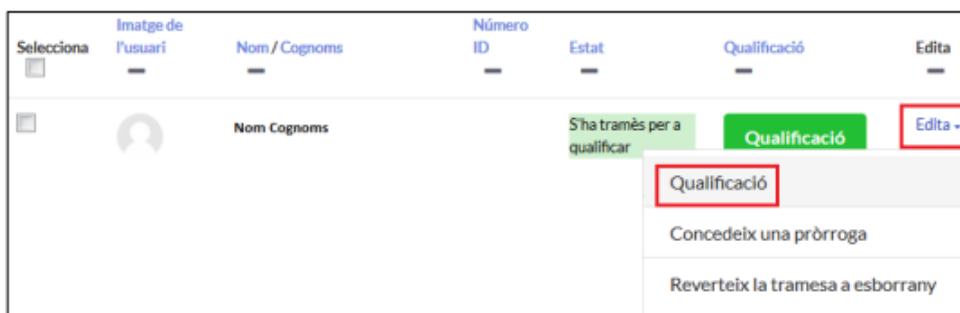 Selecciona
Imatge de
l'usuari
Nom / Cognoms
Número
ID
Estat
Qualificació
Edita
Nom Cognoms
S'ha tramès per a
qualificar
Qualificació
Edita
Qualificació
Concedeix una pròrroga
Reverteix la tramesa a esborrany